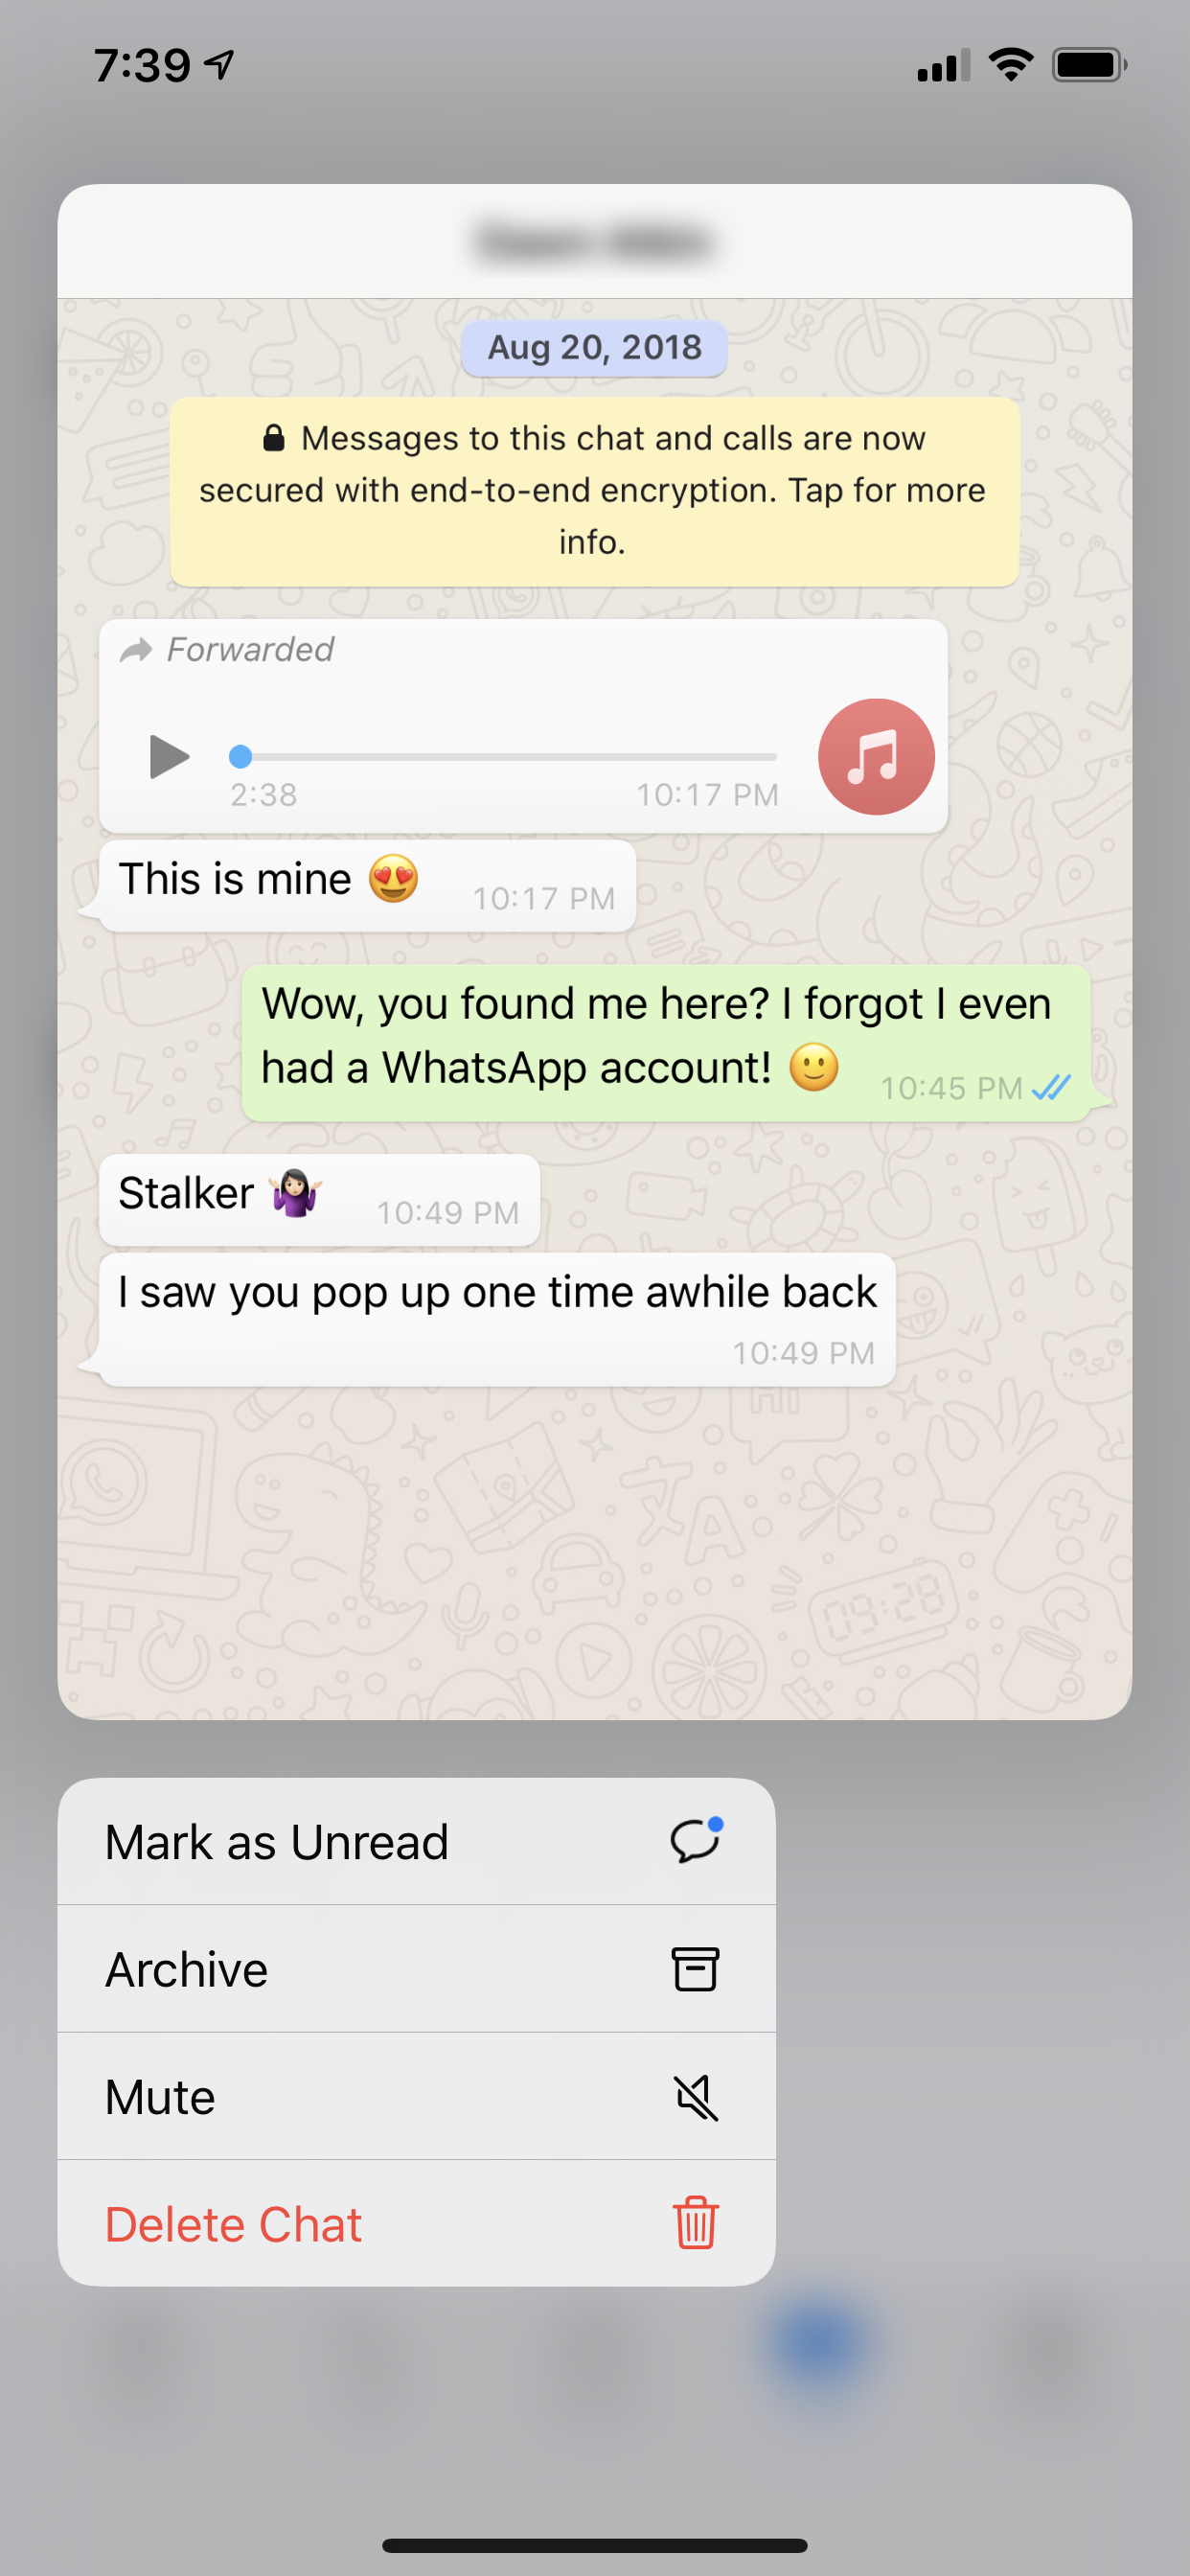 7:39
Aug 20, 2018
Messages to this chat and calls are now
secured with end-to-end encryption. Tap for more
info.
Forwarded
2:38 10:17 PM
This is mine 😍 10:17 PM
Wow, you found me here? I forgot I even
had a WhatsApp account! 🙂 10:45 PM
Stalker 🤷🏻‍♀️ 10:49 PM
I saw you pop up one time awhile back
10:49 PM
Hi
09:28
Mark as Unread
Archive
Mute
Delete Chat